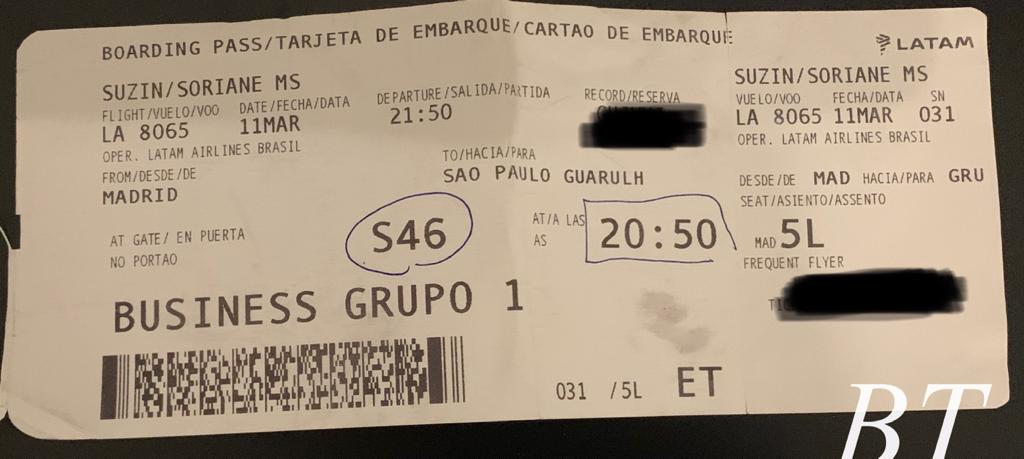 BOARDING PASS/TARJETA DE EMBARQUE/CARTAO DE EMBARQUE
LATAM
SUZIN/SORIANE MS
FLIGHT/VUELO/VOO DATE/FECHA/DATA DEPARTURE/SALIDA/PARTIDA RECORD/RESERVA
LA 8065 11MAR 21:50
OPER. LATAM AIRLINES BRASIL
FROM/DESDE/DE TO/HACIA/PARA
MADRID SAO PAULO GUARULH
AT GATE/ EN PUERTA S46 AT/A LAS 20:50
NO PORTAO AS
BUSINESS GRUPO 1
031 /5L ET
SUZIN/SORIANE MS
VUELO/VOO FECHA/DATA SN
LA 8065 11MAR 031
OPER. LATAM AIRLINES BRASIL
DESDE/DE MAD HACIA/PARA GRU
SEAT/ASIENTO/ASSENTO
MAD 5L
FREQUENT FLYER
BT